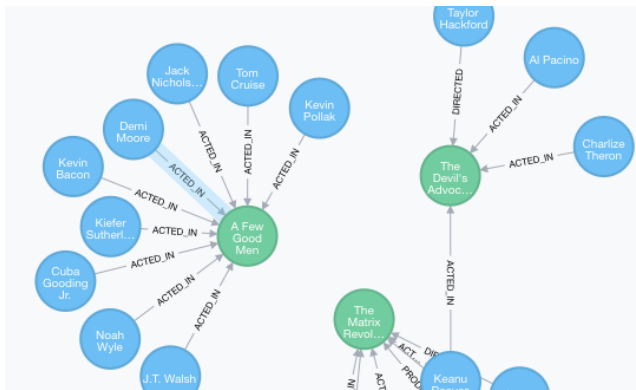 Taylor
Hackford
Al Pacino
DIRECTED
ACTED_IN
Charlize
Theron
ACTED_IN
The
Devil's
Advoc...
ACTED_IN
Jack
Nichols...
Tom
Cruise
Kevin
Pollak
Demi
Moore
ACTED_IN
ACTED_IN
ACTED_IN
ACTED_IN
Kevin
Bacon
ACTED_IN
Kiefer
Sutherl...
ACTED_IN
A Few
Good
Men
Cuba
Gooding
Jr.
ACTED_IN
Noah
Wyle
ACTED_IN
J.T. Walsh
ACTED_IN
The
Matrix
Revol...
ACT...
Keanu